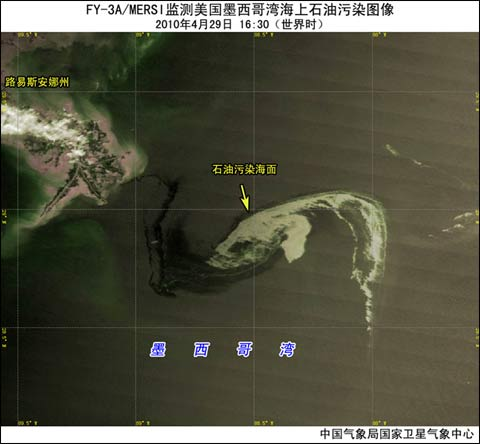 FY-3A/MERSI监测美国墨西哥湾海上石油污染图像
2010年4月29日 16:30（世界时）
路易斯安娜州
石油污染海面
墨西哥湾
中国气象局国家卫星气象中心